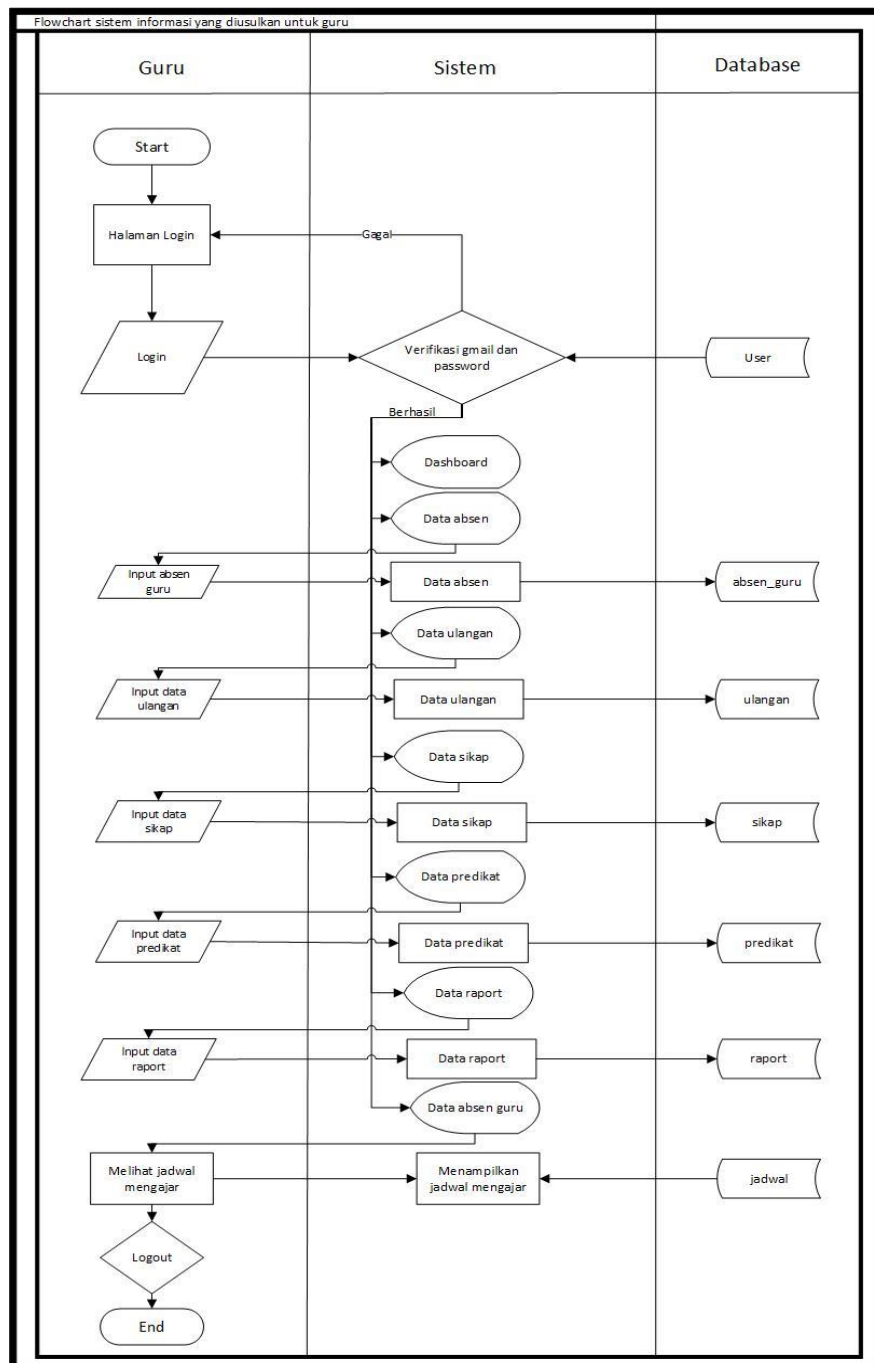 Flowchart sistem informasi yang diusulkan untuk guru
Guru
Sistem
Database
Start
Halaman Login
Gagal
Login
Verifikasi gmail dan
password
User
Berhasil
Dashboard
Data absen
Input absen
guru
Data absen
absen_guru
Data ulangan
Input data
ulangan
Data ulangan
ulangan
Data sikap
Input data
sikap
Data sikap
sikap
Data predikat
Input data
predikat
Data predikat
predikat
Data raport
Input data
raport
Data raport
raport
Data absen guru
Melihat jadwal
mengajar
Menampilkan
jadwal mengajar
jadwal
Logout
End